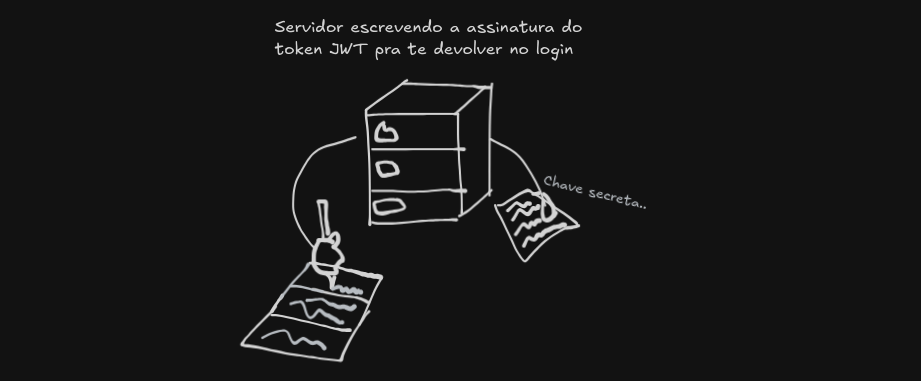 Servidor escrevendo a assinatura do
token JWT pra te devolver no login
Chave secreta..